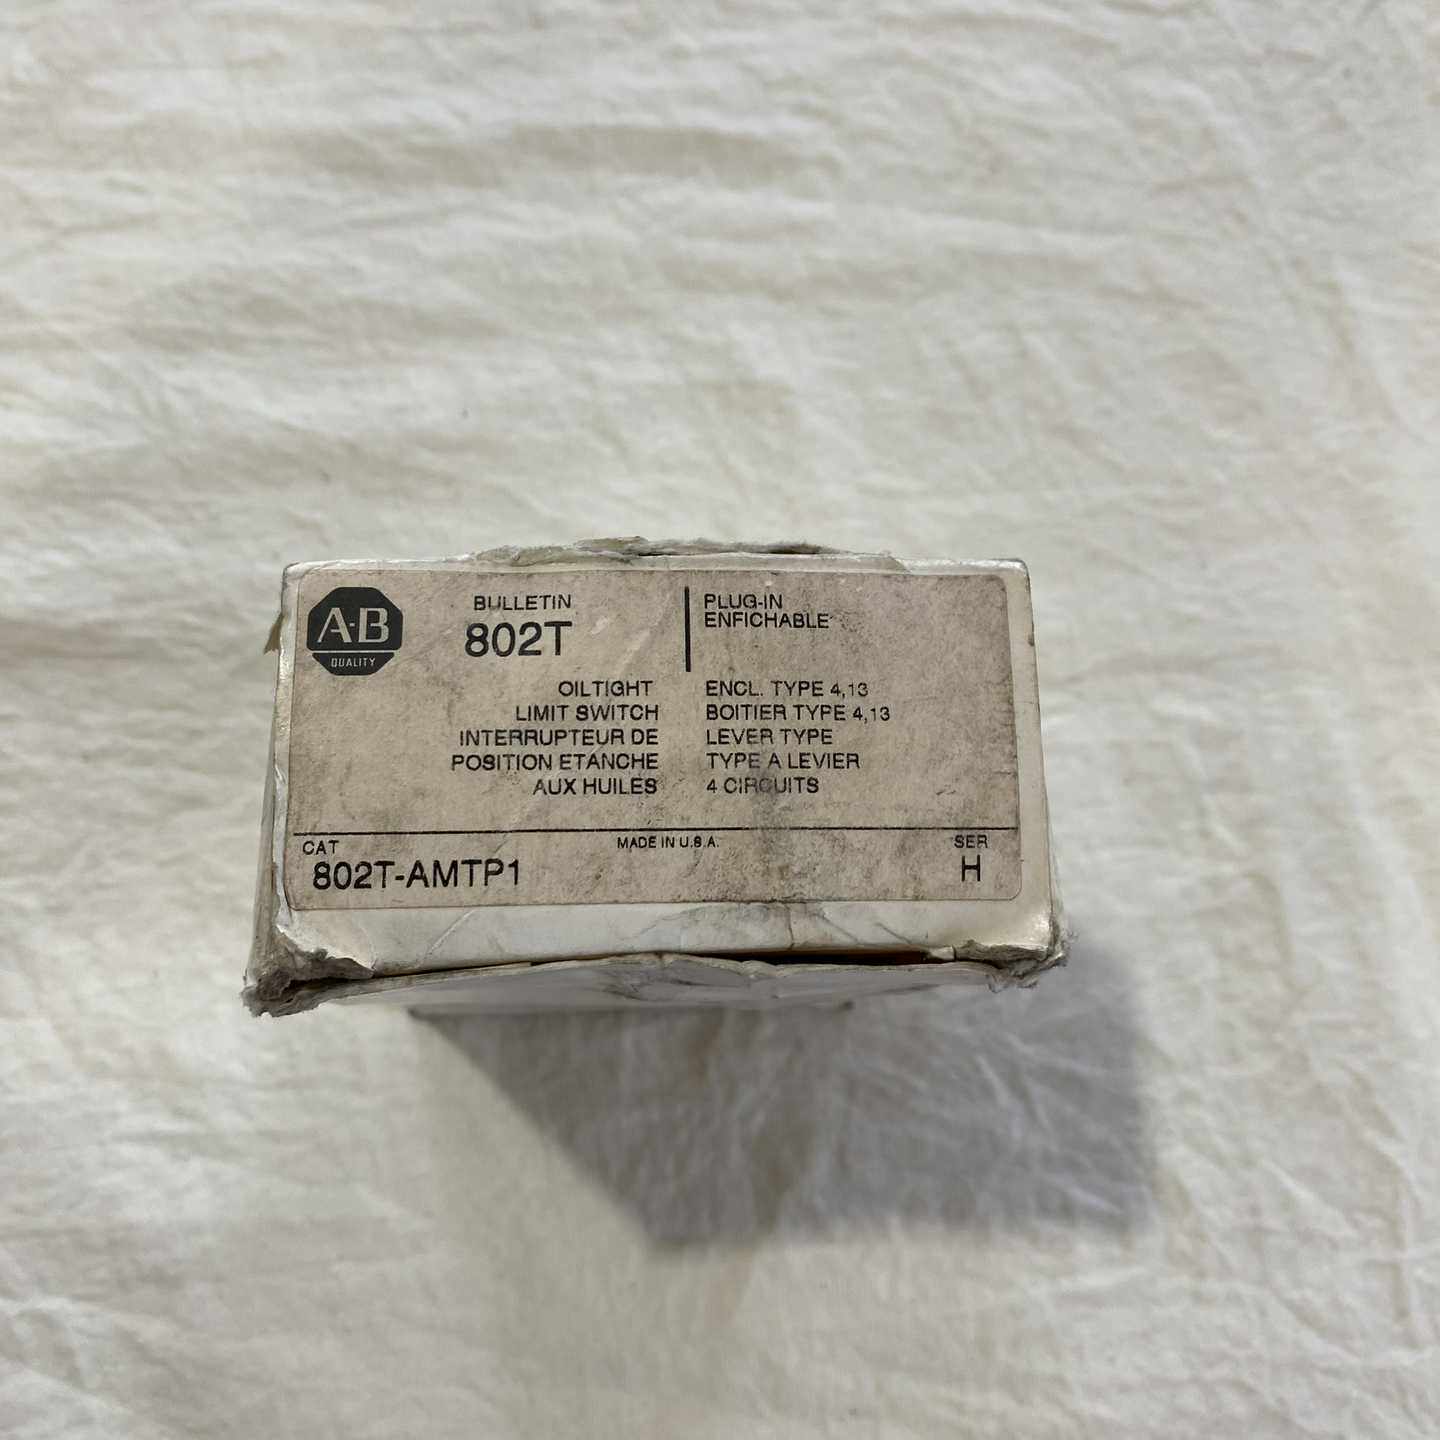 A-B
QUALITY
BULLETIN
802T
PLUG-IN
ENFICHABLE
OILTIGHT
LIMIT SWITCH
INTERRUPTEUR DE
POSITION ETANCHE
AUX HUILES
ENCL. TYPE 4,13
BOITIER TYPE 4,13
LEVER TYPE
TYPE A LEVIER
4 CIRCUITS
CAT
802T-AMTP1
MADE IN U.S.A.
SER
H